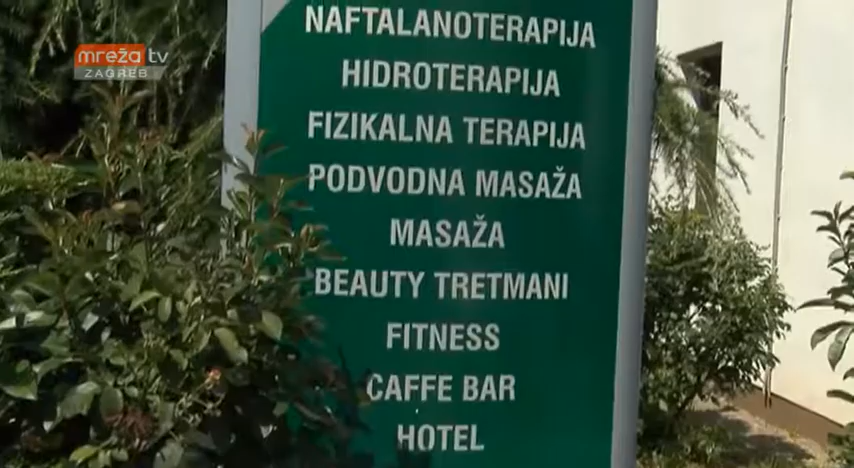 mreža tv
ZAGREB
NAFTALANOTERAPIJA
HIDROTERAPIJA
FIZIKALNA TERAPIJA
PODVODNA MASAŽA
MASAŽA
BEAUTY TRETMANI
FITNESS
CAFFE BAR
HOTEL